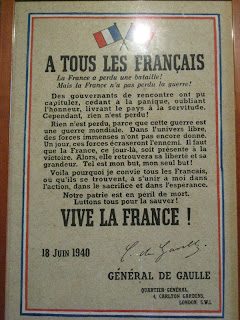 A TOUS LES FRANÇAIS
La France a perdu une bataille!
Mais la France n'a pas perdu la guerre!
Des gouvernants de rencontre ont pu
capituler, cédant à la panique, oubliant
l'honneur, livrant le pays à la servitude.
Cependant, rien n'est perdu!
Rien n'est perdu, parce que cette guerre est
une guerre mondiale. Dans l'univers libre,
des forces immenses n'ont pas encore donné.
Un jour, ces forces écraseront l'ennemi. Il faut
que la France, ce jour-là, soit présente à la
victoire. Alors, elle retrouvera sa liberté et sa
grandeur. Tel est mon but, mon seul but!
Voilà pourquoi je convie tous les Français,
où qu'ils se trouvent, à s'unir à moi dans
l'action, dans le sacrifice et dans l'espérance.
Notre patrie est en péril de mort.
Luttons tous pour la sauver!
VIVE LA FRANCE !
18 JUIN 1940
C. de Gaulle
GÉNÉRAL DE GAULLE
QUARTIER-GÉNÉRAL,
4, CARLTON GARDENS,
LONDON S.W.1.